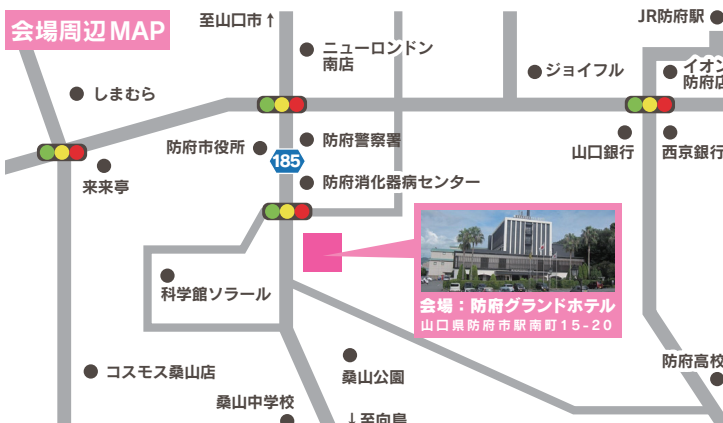 会場周辺MAP
至山口市↑
JR防府駅
ニューロンドン
南店
ジョイフル
イオン
防府店
しまむら
防府市役所
防府警察署
185
山口銀行
西京銀行
来来亭
防府消化器病センター
科学館ソラール
会場：防府グランドホテル
山口県防府市駅南町15-20
防府高校
コスモス桑山店
桑山公園
桑山中学校
↓至向島